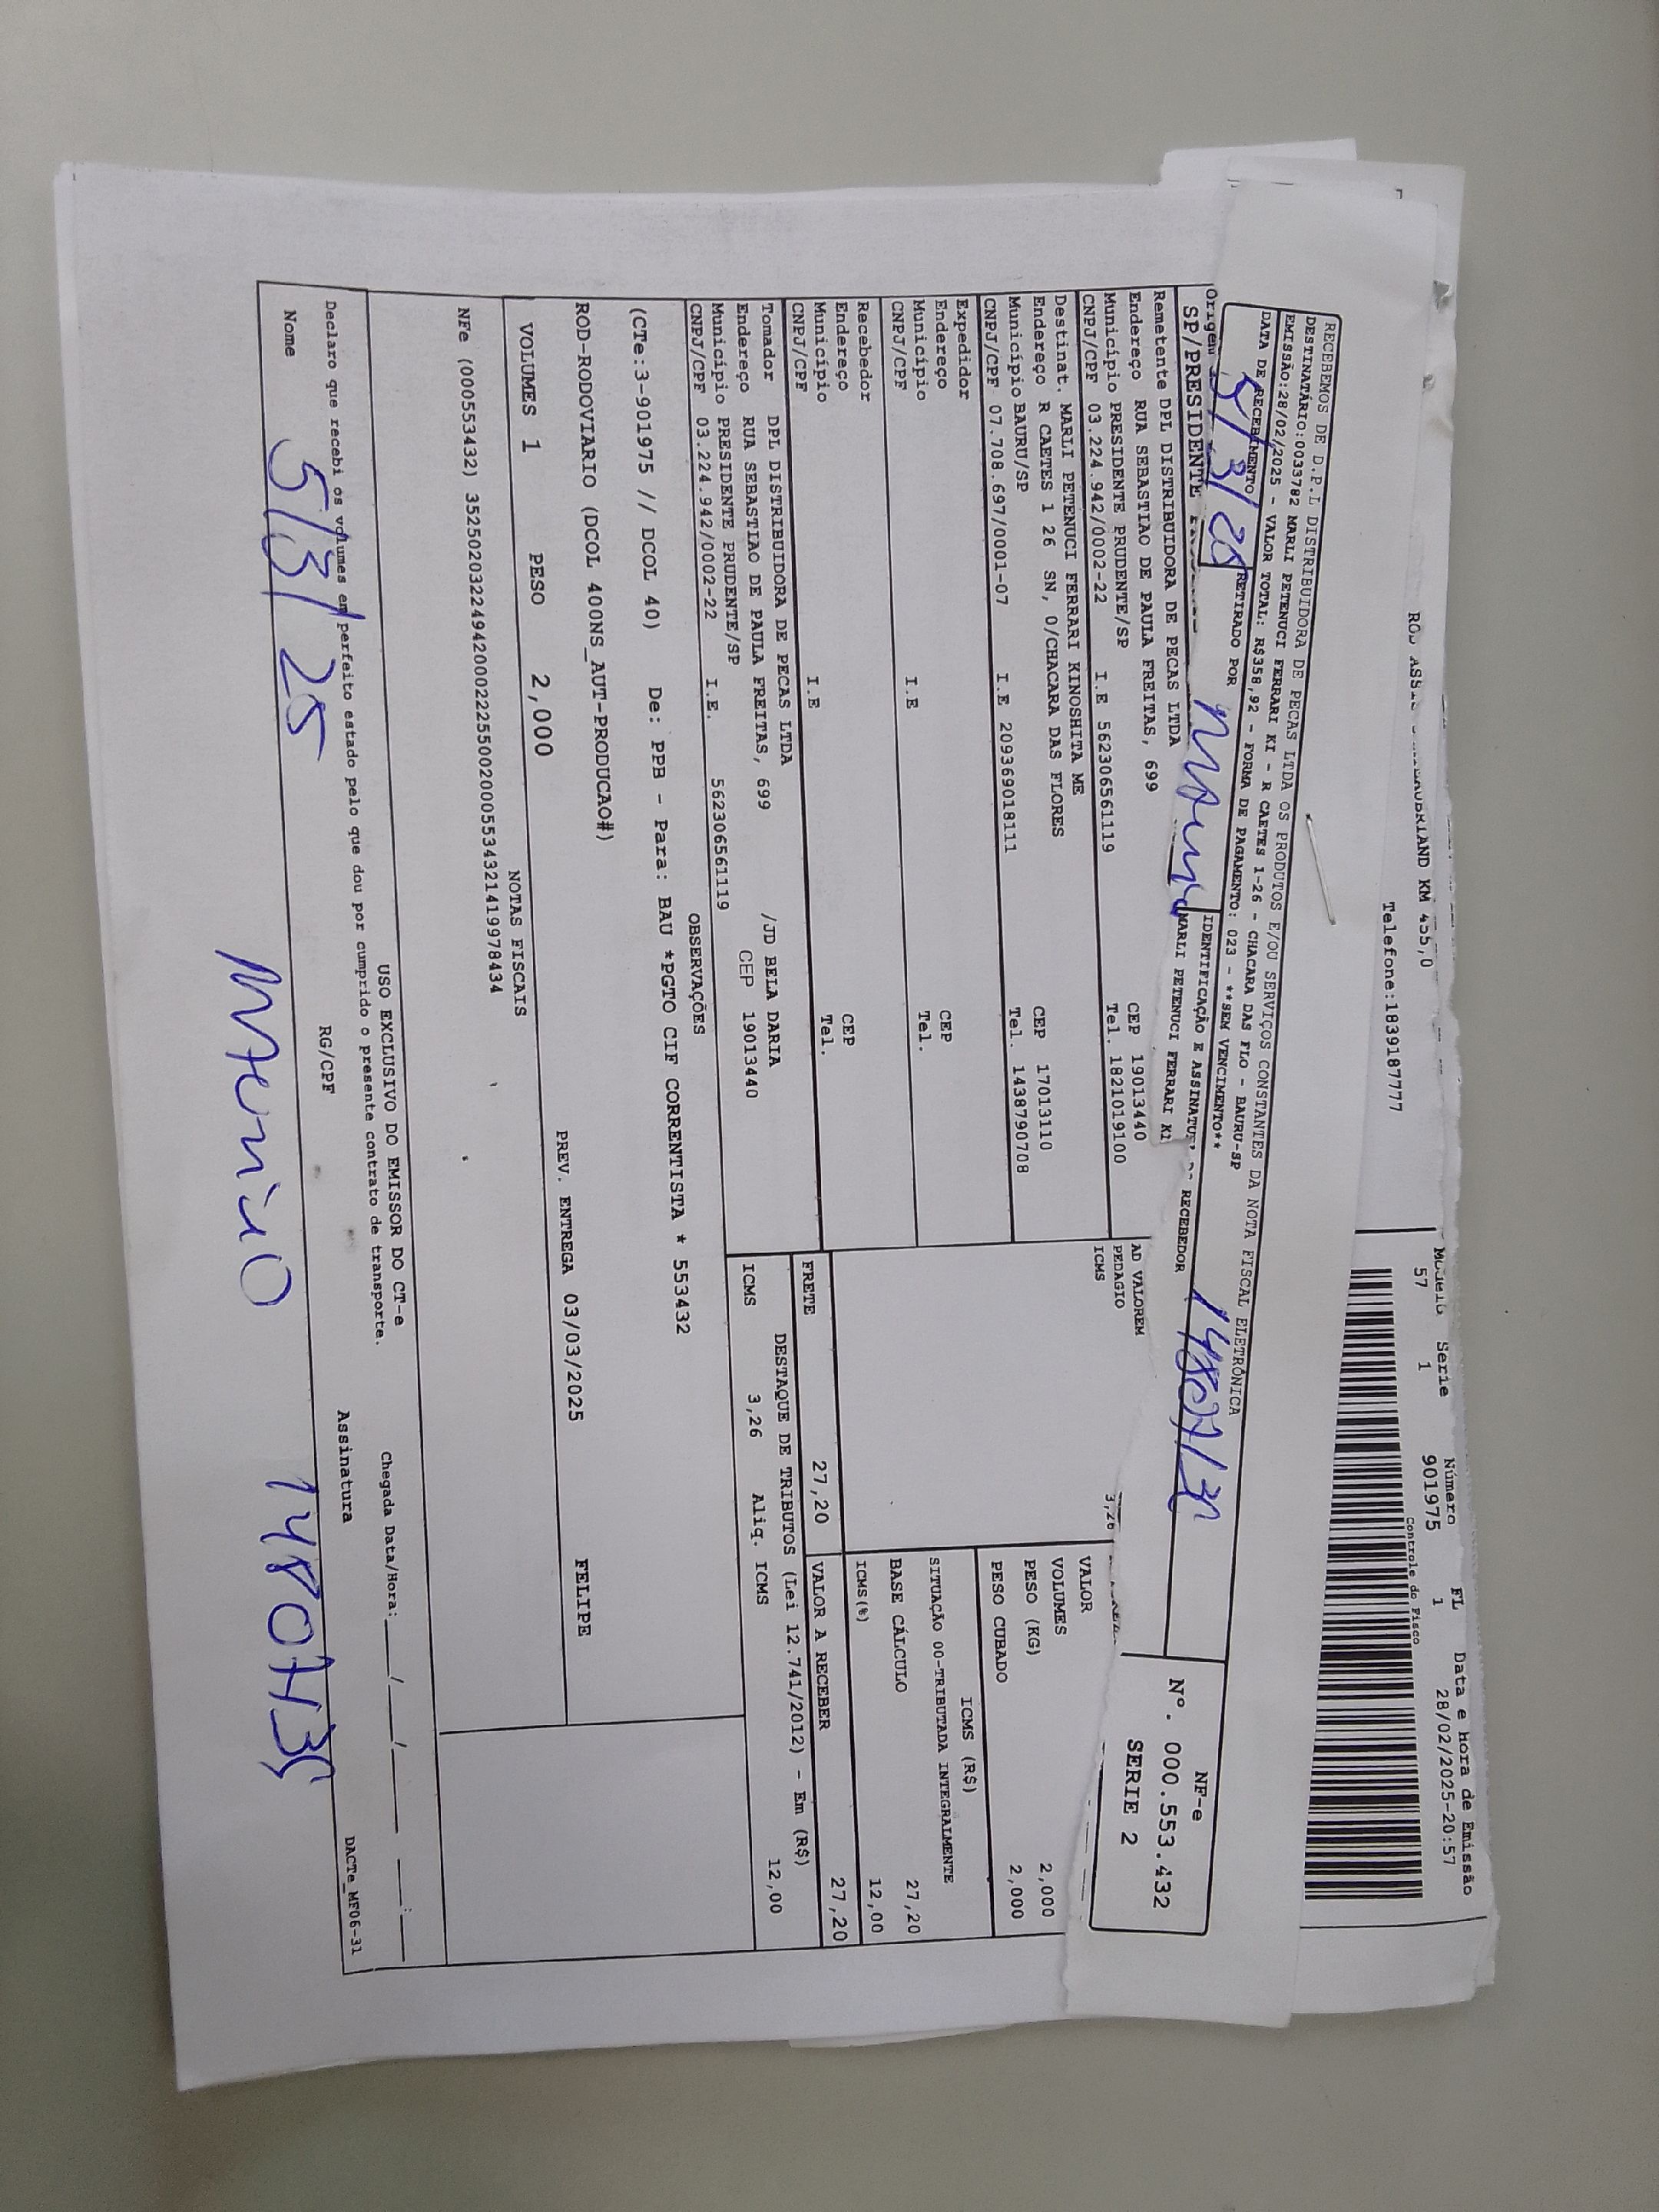 Telefone:1839187777
Serie
Número
FL
Data e hora de Emissão
57
1
901975
1
28/02/2025-20:57
Controle do Fisco
RECEBEMOS DE D.P.L DISTRIBUIDORA DE PECAS LTDA OS PRODUTOS E/OU SERVIÇOS CONSTANTES DA NOTA FISCAL ELETRÔNICA
DESTINATÁRIO:0033782 MARLI PETENUCI FERRARI KI - R CAETES 1-26 - CHACARA DAS FLO - BAURU-SP
EMISSÃO:28/02/2025 - VALOR TOTAL: R$358,92 - FORMA DE PAGAMENTO: 023 - **SEM VENCIMENTO**
DATA DE RECEBIMENTO
RETIRADO POR
IDENTIFICAÇÃO E ASSINATURA DO RECEBEDOR
MARLI PETENUCI FERRARI KI
5/3/25
NF-e
Nº. 000.553.432
SERIE 2
Origem
SP/PRESIDENTE
Remetente DPL DISTRIBUIDORA DE PECAS LTDA
Endereço RUA SEBASTIAO DE PAULA FREITAS, 699
CEP 19013440
Município PRESIDENTE PRUDENTE/SP
Tel. 1821019100
CNPJ/CPF 03.224.942/0002-22
I.E 562306561119
Destinat. MARLI PETENUCI FERRARI KINOSHITA ME
Endereço R CAETES 1 26 SN, 0/CHACARA DAS FLORES
CEP 17013110
Município BAURU/SP
Tel. 1438790708
CNPJ/CPF 07.708.697/0001-07
I.E 209369018111
Expedidor
Endereço
CEP
Município
Tel.
CNPJ/CPF
I.E
Recebedor
Endereço
CEP
Município
Tel.
CNPJ/CPF
I.E
Tomador DPL DISTRIBUIDORA DE PECAS LTDA
Endereço RUA SEBASTIAO DE PAULA FREITAS, 699 /JD BELA DARIA
Município PRESIDENTE PRUDENTE/SP
CEP 19013440
CNPJ/CPF 03.224.942/0002-22
I.E. 562306561119
AD VALOREM
PEDAGIO
ICMS
3,26
VALOR
VOLUMES
PESO (KG)
2,000
PESO CUBADO
2,000
ICMS (R$)
SITUAÇÃO 00-TRIBUTADA INTEGRALMENTE
BASE CÁLCULO
27,20
ICMS(%)
12,00
FRETE
27,20
VALOR A RECEBER
27,20
DESTAQUE DE TRIBUTOS (Lei 12.741/2012) - Em (R$)
ICMS
3,26
Aliq. ICMS
12,00
OBSERVAÇÕES
(CTe:3-901975 // DCOL 40) De: PPB - Para: BAU *PGTO CIF CORRENTISTA * 553432
ROD-RODOVIARIO (DCOL 400NS_AUT-PRODUCAO#)
FELIPE
VOLUMES 1
PESO 2,000
PREV. ENTREGA 03/03/2025
NOTAS FISCAIS
NFe (000553432) 35250203224942000222550020005534321419978434
USO EXCLUSIVO DO EMISSOR DO CT-e
Chegada Data/Hora:___/___/_____ ___:___
Declaro que recebi os volumes em perfeito estado pelo que dou por cumprido o presente contrato de transporte.
Nome
RG/CPF
Assinatura
5/3/25
DACTe_MF06-31